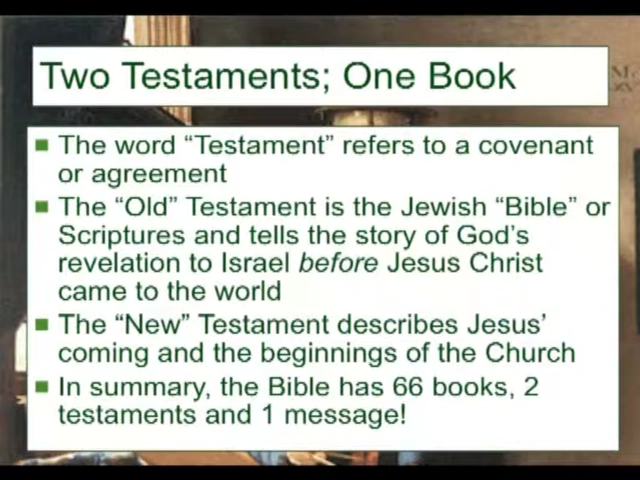 Two Testaments; One Book
The word “Testament” refers to a covenant
or agreement
The “Old” Testament is the Jewish “Bible” or
Scriptures and tells the story of God’s
revelation to Israel before Jesus Christ
came to the world
The “New” Testament describes Jesus’
coming and the beginnings of the Church
In summary, the Bible has 66 books, 2
testaments and 1 message!